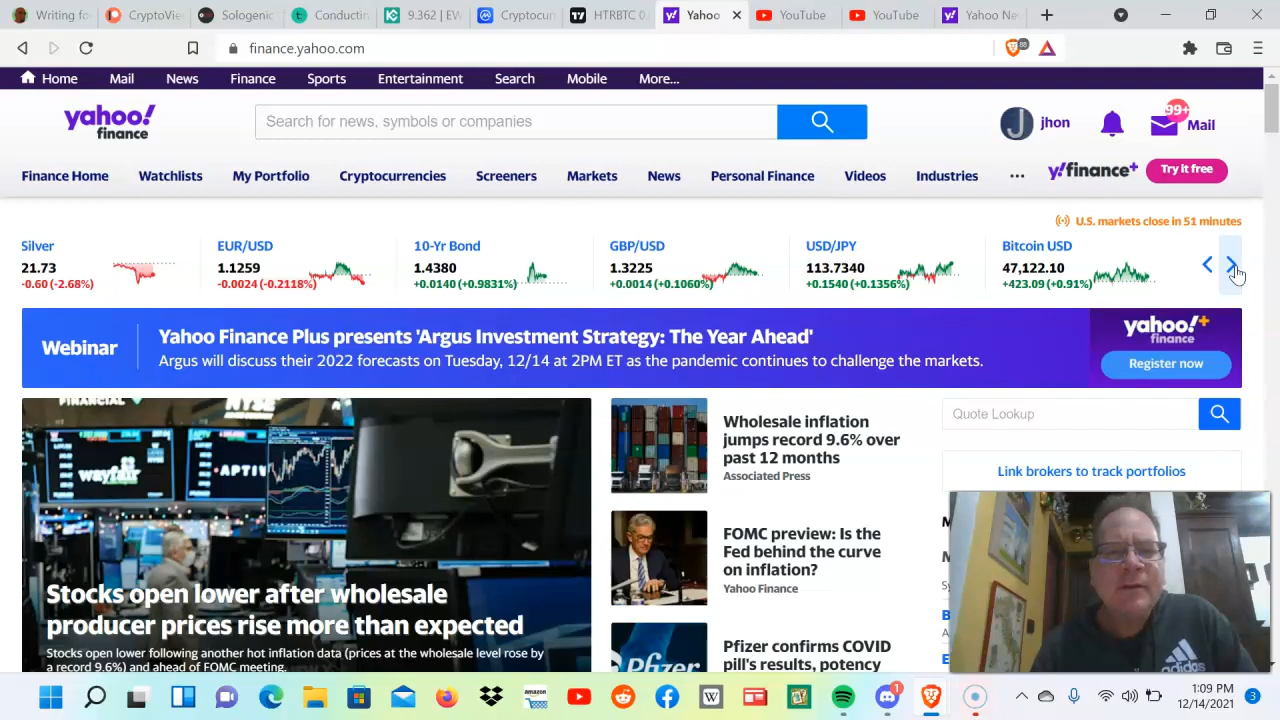 Writing
CryptoVie
Sologenic
Conductin
9.362 | EW
Cryptocurr
HTRBTC 0.
Yahoo
YouTube
YouTube
Yahoo Ne
finance.yahoo.com
88
Home Mail News Finance Sports Entertainment Search Mobile More...
yahoo!
finance
Search for news, symbols or companies
J
jhon
99+
Mail
Finance Home Watchlists My Portfolio Cryptocurrencies Screeners Markets News Personal Finance Videos Industries ...
y!finance+
Try it free
U.S. markets close in 51 minutes
Silver
21.73
-0.60 (-2.68%)
EUR/USD
1.1259
-0.0024 (-0.2118%)
10-Yr Bond
1.4380
+0.0140 (+0.9831%)
GBP/USD
1.3225
+0.0014 (+0.1060%)
USD/JPY
113.7340
+0.1540 (+0.1356%)
Bitcoin USD
47,122.10
+423.09 (+0.91%)
Webinar
Yahoo Finance Plus presents 'Argus Investment Strategy: The Year Ahead'
Argus will discuss their 2022 forecasts on Tuesday, 12/14 at 2PM ET as the pandemic continues to challenge the markets.
yahoo!+
finance
Register now
FINANCIAL
NYSE
wayfair
APTIV
Stocks open lower after wholesale
producer prices rise more than expected
Stocks open lower following another hot inflation data (prices at the wholesale level rose by
a record 9.6%) and ahead of FOMC meeting.
Wholesale inflation
jumps record 9.6% over
past 12 months
Associated Press
FOMC preview: Is the
Fed behind the curve
on inflation?
Yahoo Finance
Pfizer
Pfizer confirms COVID
pill's results, potency
Quote Lookup
Link brokers to track portfolios
adidas
amazon
W
1
1:09 PM
12/14/2021
3